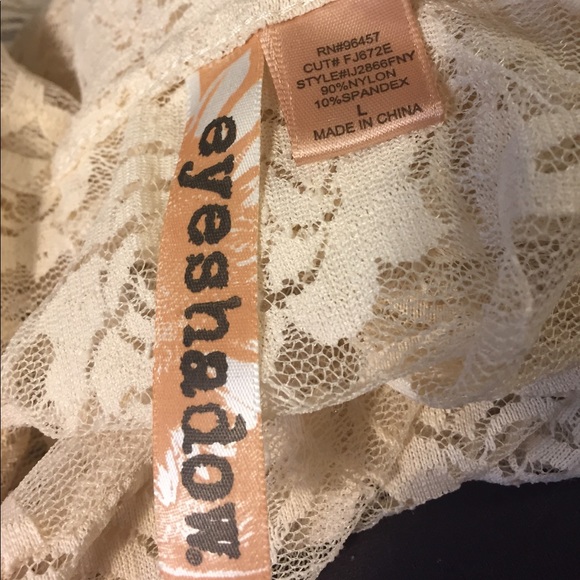 RN#96457
CUT# FJ672E
STYLE#IJ2866FNY
90%NYLON
10%SPANDEX
L
MADE IN CHINA
eyeshadow.